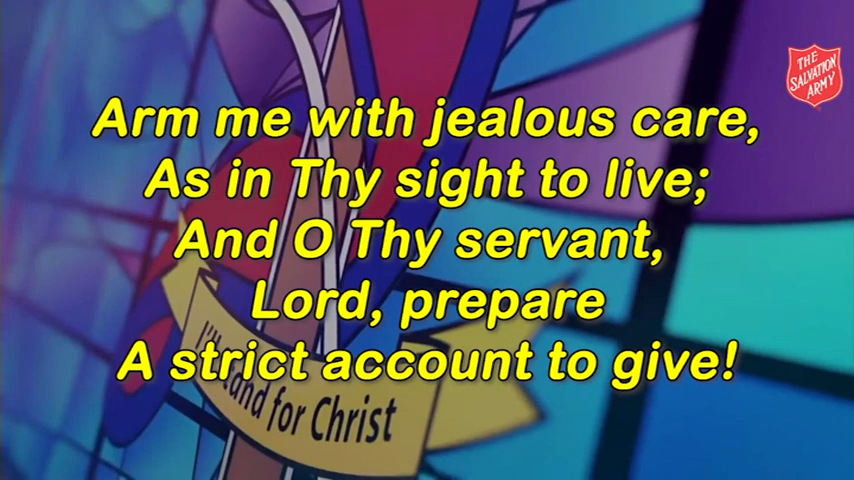 THE
SALVATION
ARMY
Arm me with jealous care,
As in Thy sight to live;
And O Thy servant,
Lord, prepare
A strict account to give!
and for Christ